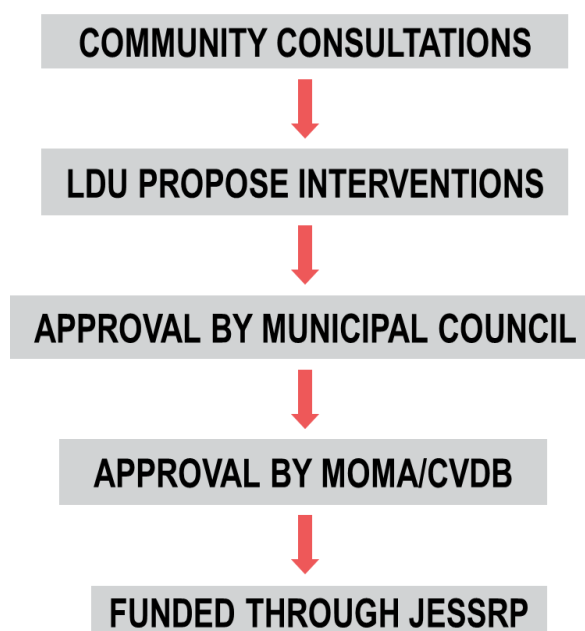 COMMUNITY CONSULTATIONS
LDU PROPOSE INTERVENTIONS
APPROVAL BY MUNICIPAL COUNCIL
APPROVAL BY MOMA/CVDB
FUNDED THROUGH JESSRP